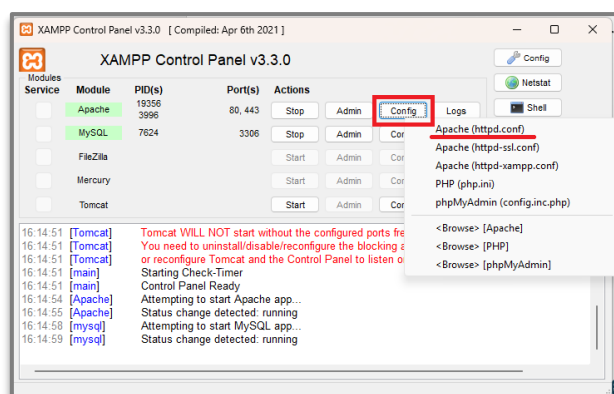 XAMPP Control Panel v3.3.0 [ Compiled: Apr 6th 2021 ]
XAMPP Control Panel v3.3.0
Config
Modules
Netstat
Service Module PID(s) Port(s) Actions
Shell
Apache 19356 3996 80, 443 Stop Admin Config Logs
MySQL 7624 3306 Stop Admin
FileZilla Start Admin
Mercury Start Admin
Tomcat Start Admin
Apache (httpd.conf)
Apache (httpd-ssl.conf)
Apache (httpd-xampp.conf)
PHP (php.ini)
phpMyAdmin (config.inc.php)
<Browse> [Apache]
<Browse> [PHP]
<Browse> [phpMyAdmin]
16:14:51 [Tomcat] Tomcat WILL NOT start without the configured ports
16:14:51 [Tomcat] You need to uninstall/disable/reconfigure the blocking
16:14:51 [Tomcat] or reconfigure Tomcat and the Control Panel to listen
16:14:51 [main] Starting Check-Timer
16:14:51 [main] Control Panel Ready
16:14:54 [Apache] Attempting to start Apache app...
16:14:55 [Apache] Status change detected: running
16:14:58 [mysql] Attempting to start MySQL app...
16:14:59 [mysql] Status change detected: running